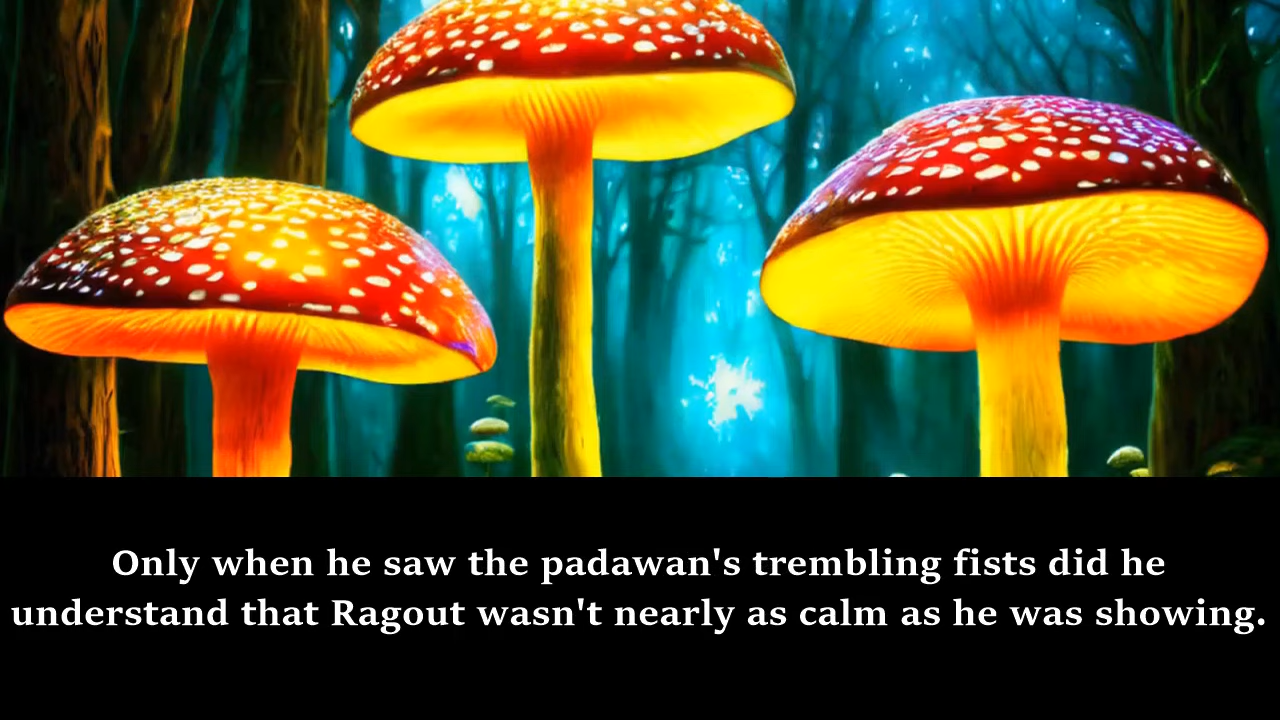 Only when he saw the padawan's trembling fists did he
understand that Ragout wasn't nearly as calm as he was showing.